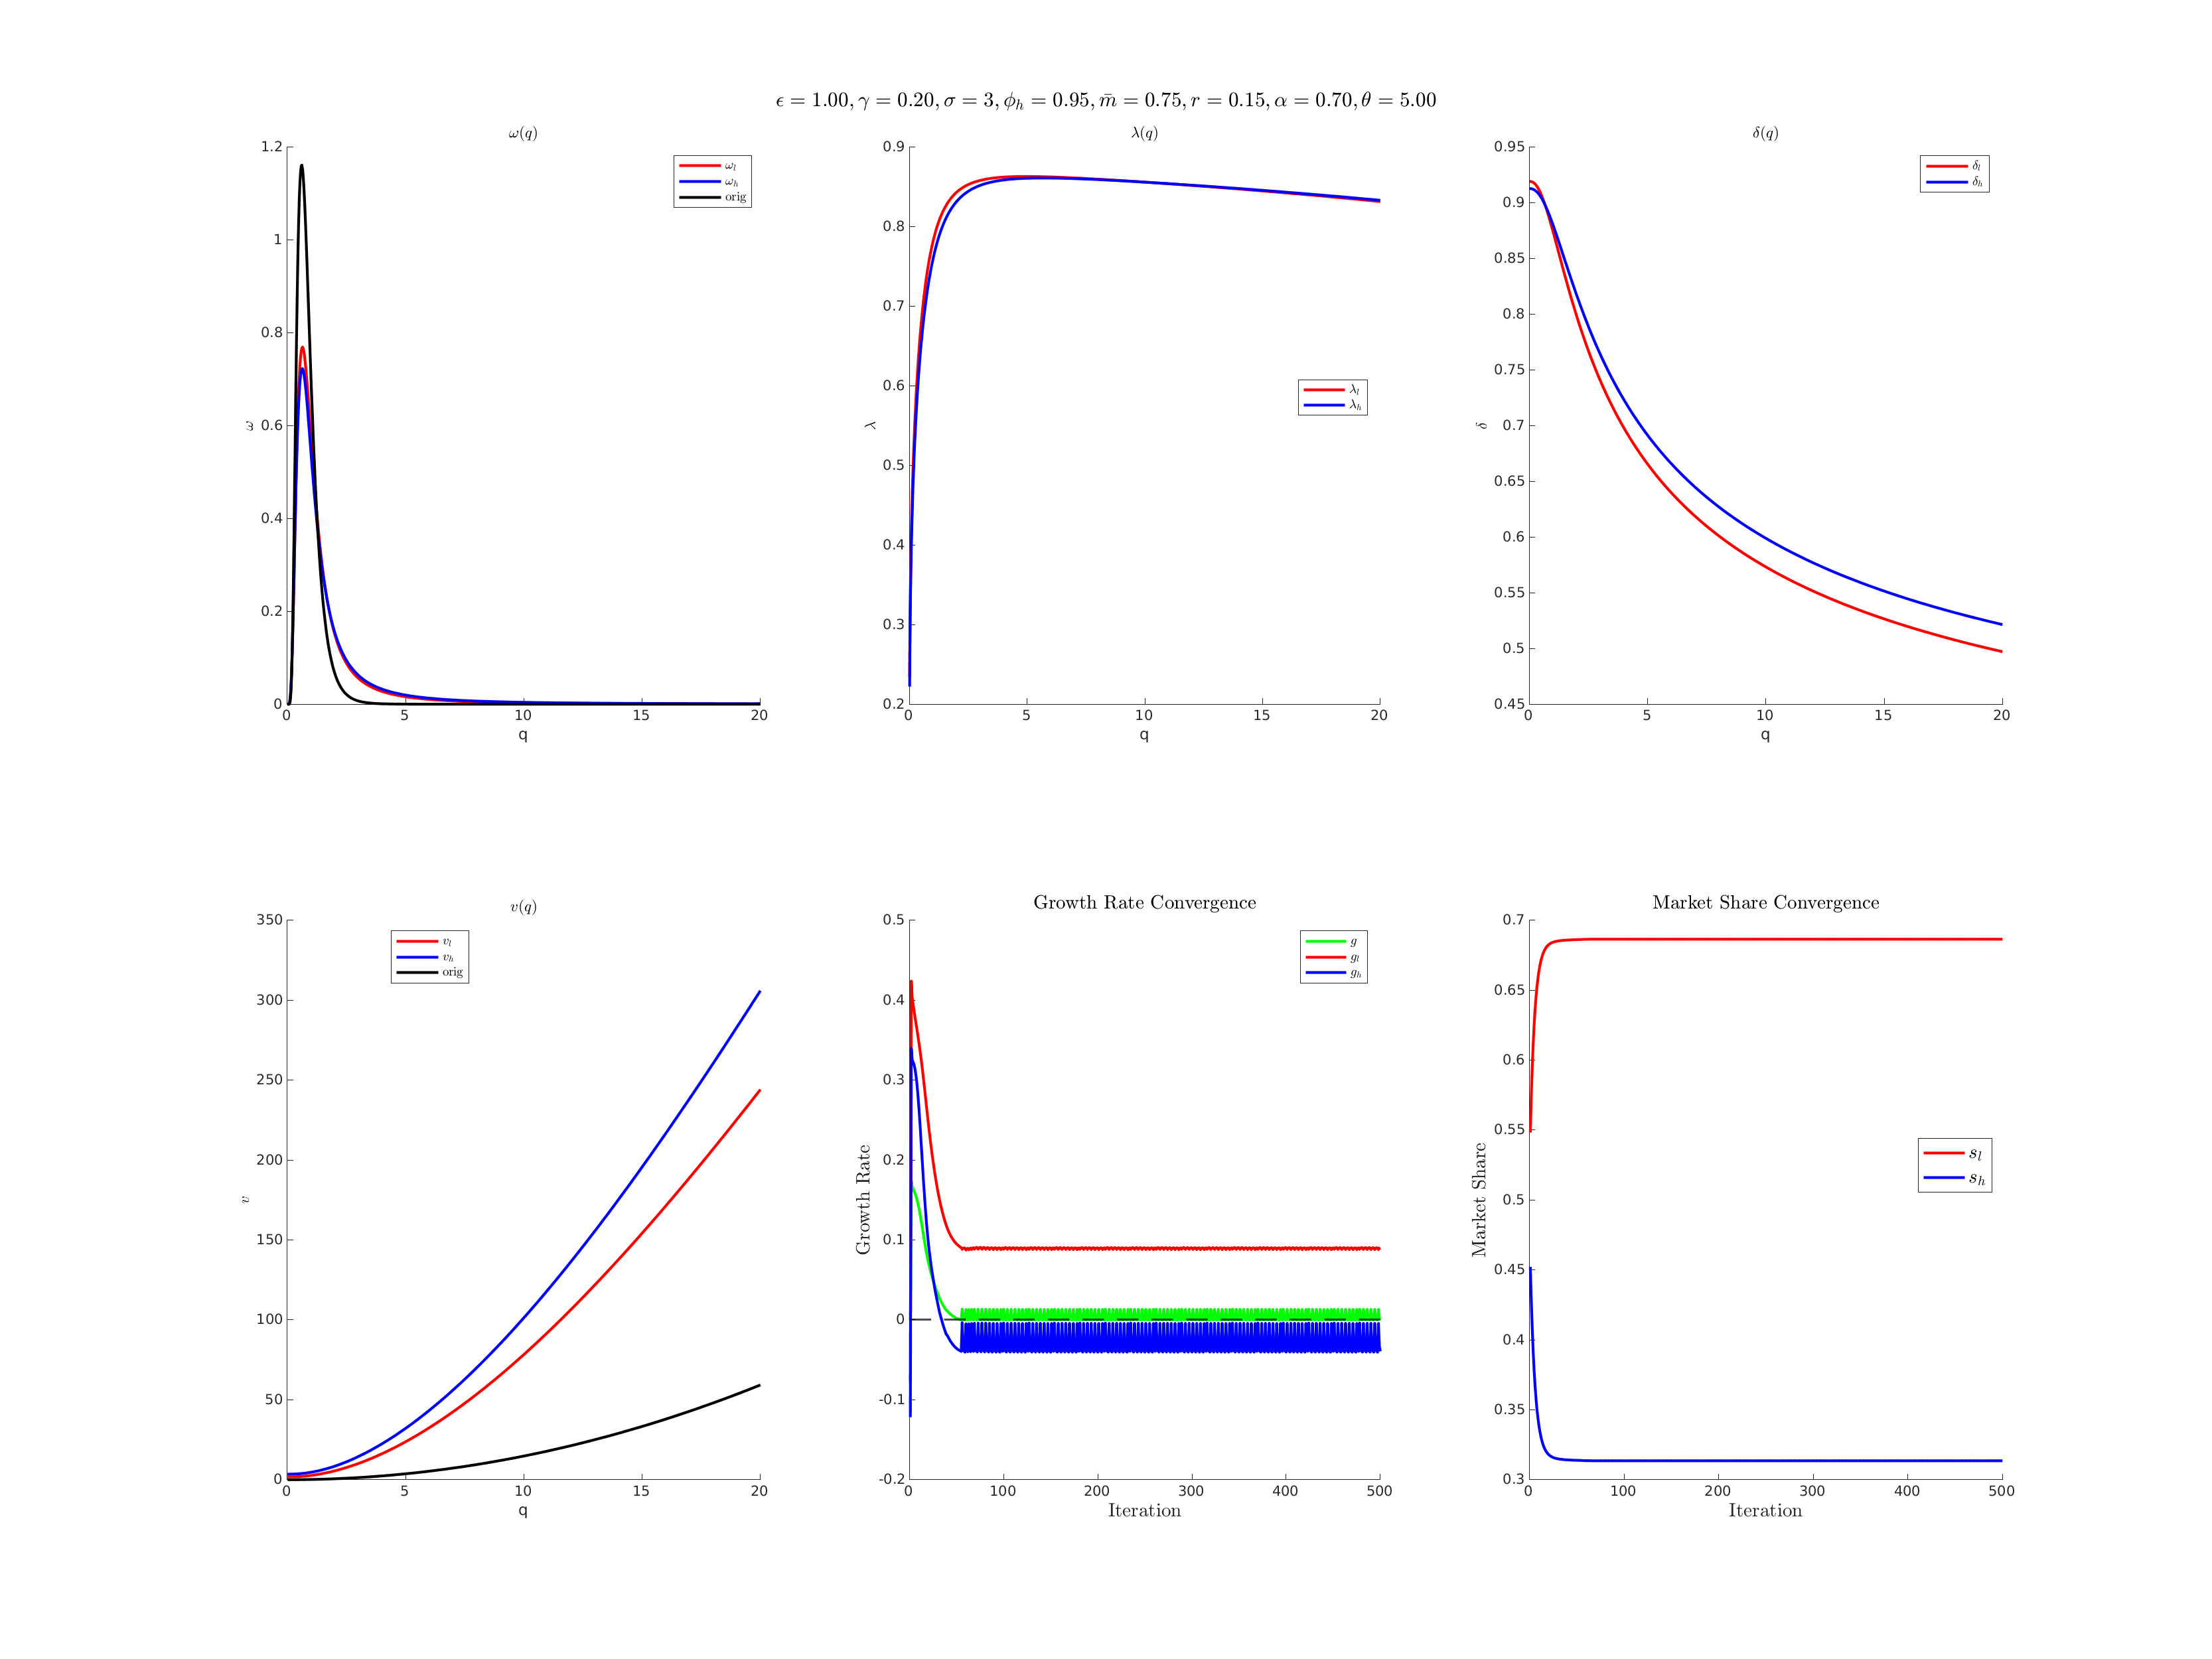 ϵ = 1.00, γ = 0.20, σ = 3, ϕ_h = 0.95, m̄ = 0.75, r = 0.15, α = 0.70, θ = 5.00
ω(q)
1.2
1
0.8
0.6
0.4
0.2
0
ω
0 5 10 15 20
q
ω_l
ω_h
orig
λ(q)
0.9
0.8
0.7
0.6
0.5
0.4
0.3
0.2
λ
0 5 10 15 20
q
λ_l
λ_h
δ(q)
0.95
0.9
0.85
0.8
0.75
0.7
0.65
0.6
0.55
0.5
0.45
δ
0 5 10 15 20
q
δ_l
δ_h
v(q)
350
300
250
200
150
100
50
0
v
0 5 10 15 20
q
v_l
v_h
orig
Growth Rate Convergence
0.5
0.4
0.3
0.2
0.1
0
-0.1
-0.2
Growth Rate
0 100 200 300 400 500
Iteration
g
g_l
g_h
Market Share Convergence
0.7
0.65
0.6
0.55
0.5
0.45
0.4
0.35
0.3
Market Share
0 100 200 300 400 500
Iteration
s_l
s_h